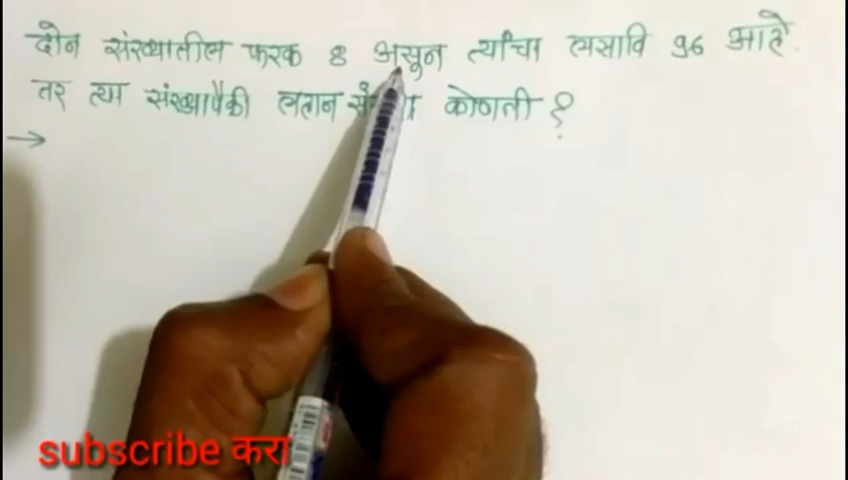 दोन संख्यातील फरक 8 असून त्यांचा लसावि 96 आहे.
तर त्या संख्यापैकी लहान कोणती ?
→
subscribe करा